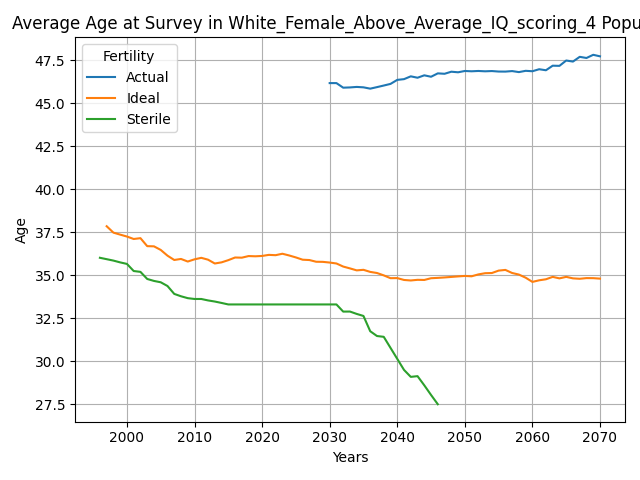 Average Age at Survey in White_Female_Above_Average_IQ_scoring_4 Popu
Fertility
Actual
Ideal
Sterile
47.5
45.0
42.5
40.0
37.5
35.0
32.5
30.0
27.5
Age
2000 2010 2020 2030 2040 2050 2060 2070
Years